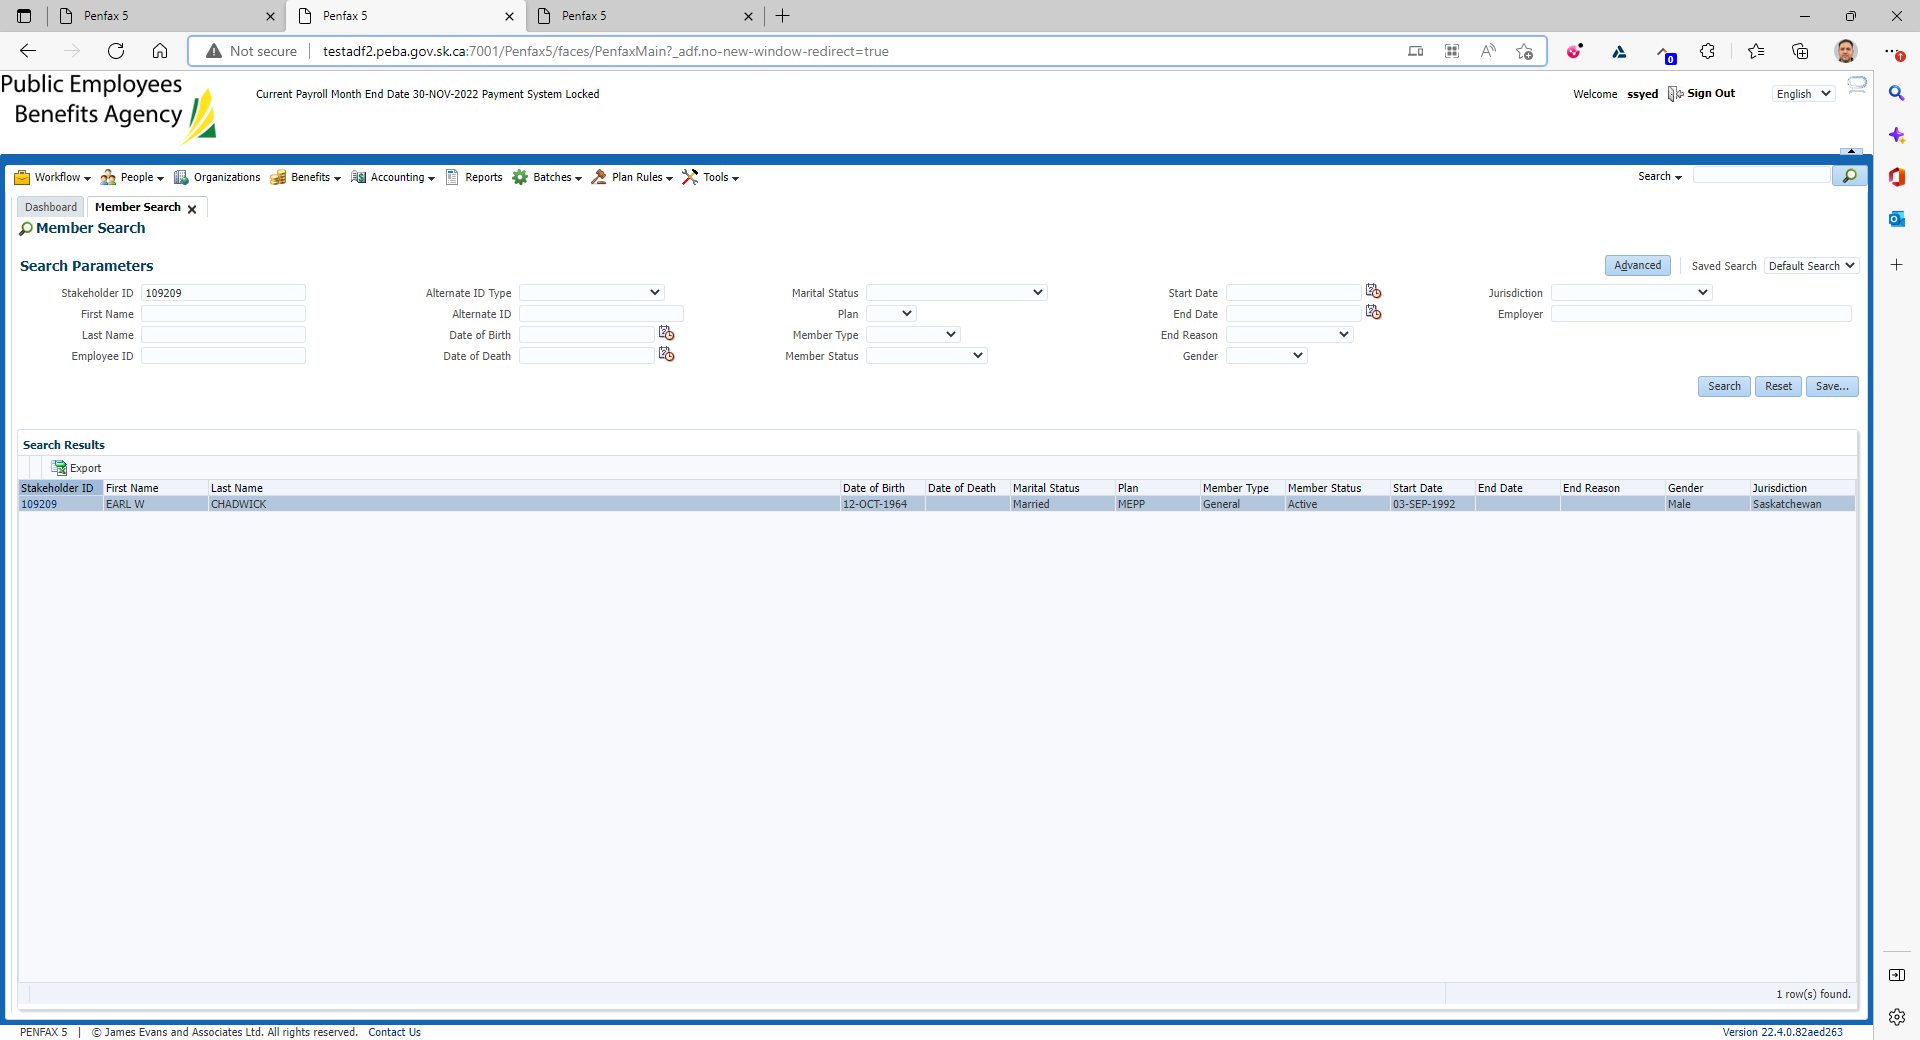 Penfax 5
Penfax 5
Penfax 5
Not secure testadf2.peba.gov.sk.ca:7001/Penfax5/faces/PenfaxMain?_adf.no-new-window-redirect=true
0
Public Employees
Benefits Agency
Current Payroll Month End Date 30-NOV-2022 Payment System Locked
Welcome ssyed Sign Out English
Workflow People Organizations Benefits Accounting Reports Batches Plan Rules Tools Search
Dashboard Member Search
Member Search
Search Parameters Advanced Saved Search Default Search
Stakeholder ID 109209 Alternate ID Type Marital Status Start Date Jurisdiction
First Name Alternate ID Plan End Date Employer
Last Name Date of Birth Member Type End Reason
Employee ID Date of Death Member Status Gender
Search Reset Save...
Search Results
Export
Stakeholder ID First Name Last Name Date of Birth Date of Death Marital Status Plan Member Type Member Status Start Date End Date End Reason Gender Jurisdiction
109209 EARL W CHADWICK 12-OCT-1964 Married MEPP General Active 03-SEP-1992 Male Saskatchewan
1 row(s) found.
PENFAX 5 | © James Evans and Associates Ltd. All rights reserved. Contact Us Version 22.4.0.82aed263